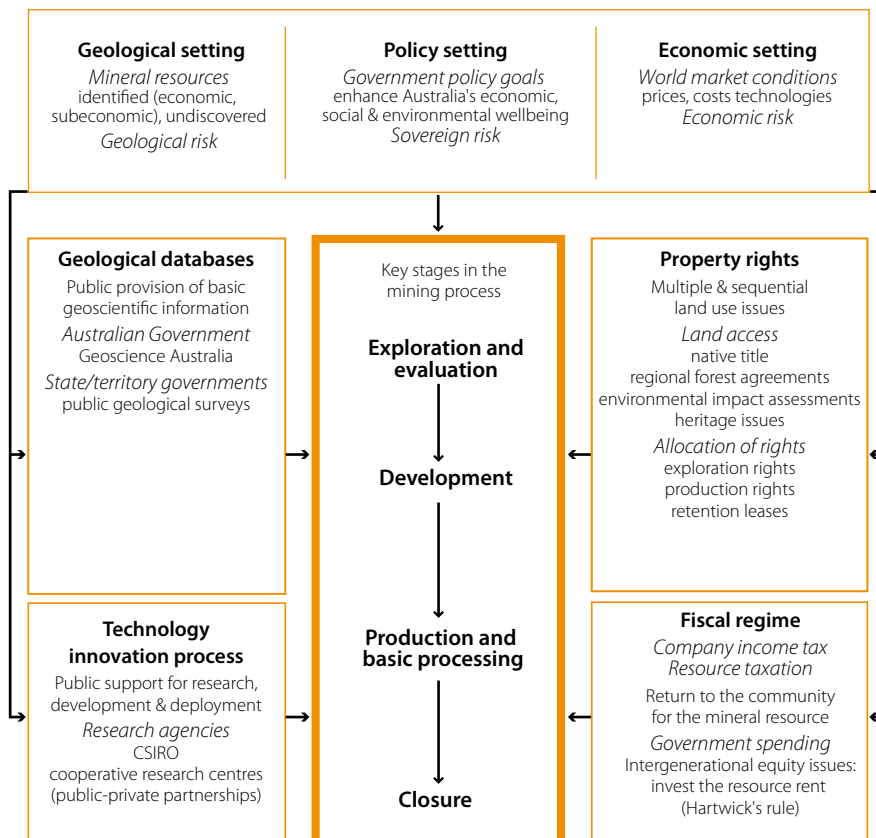 Geological setting
Mineral resources
identified (economic,
subeconomic), undiscovered
Geological risk
Policy setting
Government policy goals
enhance Australia's economic,
social & environmental wellbeing
Sovereign risk
Economic setting
World market conditions
prices, costs technologies
Economic risk
Geological databases
Public provision of basic
geoscientific information
Australian Government
Geoscience Australia
State/territory governments
public geological surveys
Technology
innovation process
Public support for research,
development & deployment
Research agencies
CSIRO
cooperative research centres
(public-private partnerships)
Key stages in the
mining process
Exploration and
evaluation
Development
Production and
basic processing
Closure
Property rights
Multiple & sequential
land use issues
Land access
native title
regional forest agreements
environmental impact assessments
heritage issues
Allocation of rights
exploration rights
production rights
retention leases
Fiscal regime
Company income tax
Resource taxation
Return to the community
for the mineral resource
Government spending
Intergenerational equity issues:
invest the resource rent
(Hartwick's rule)